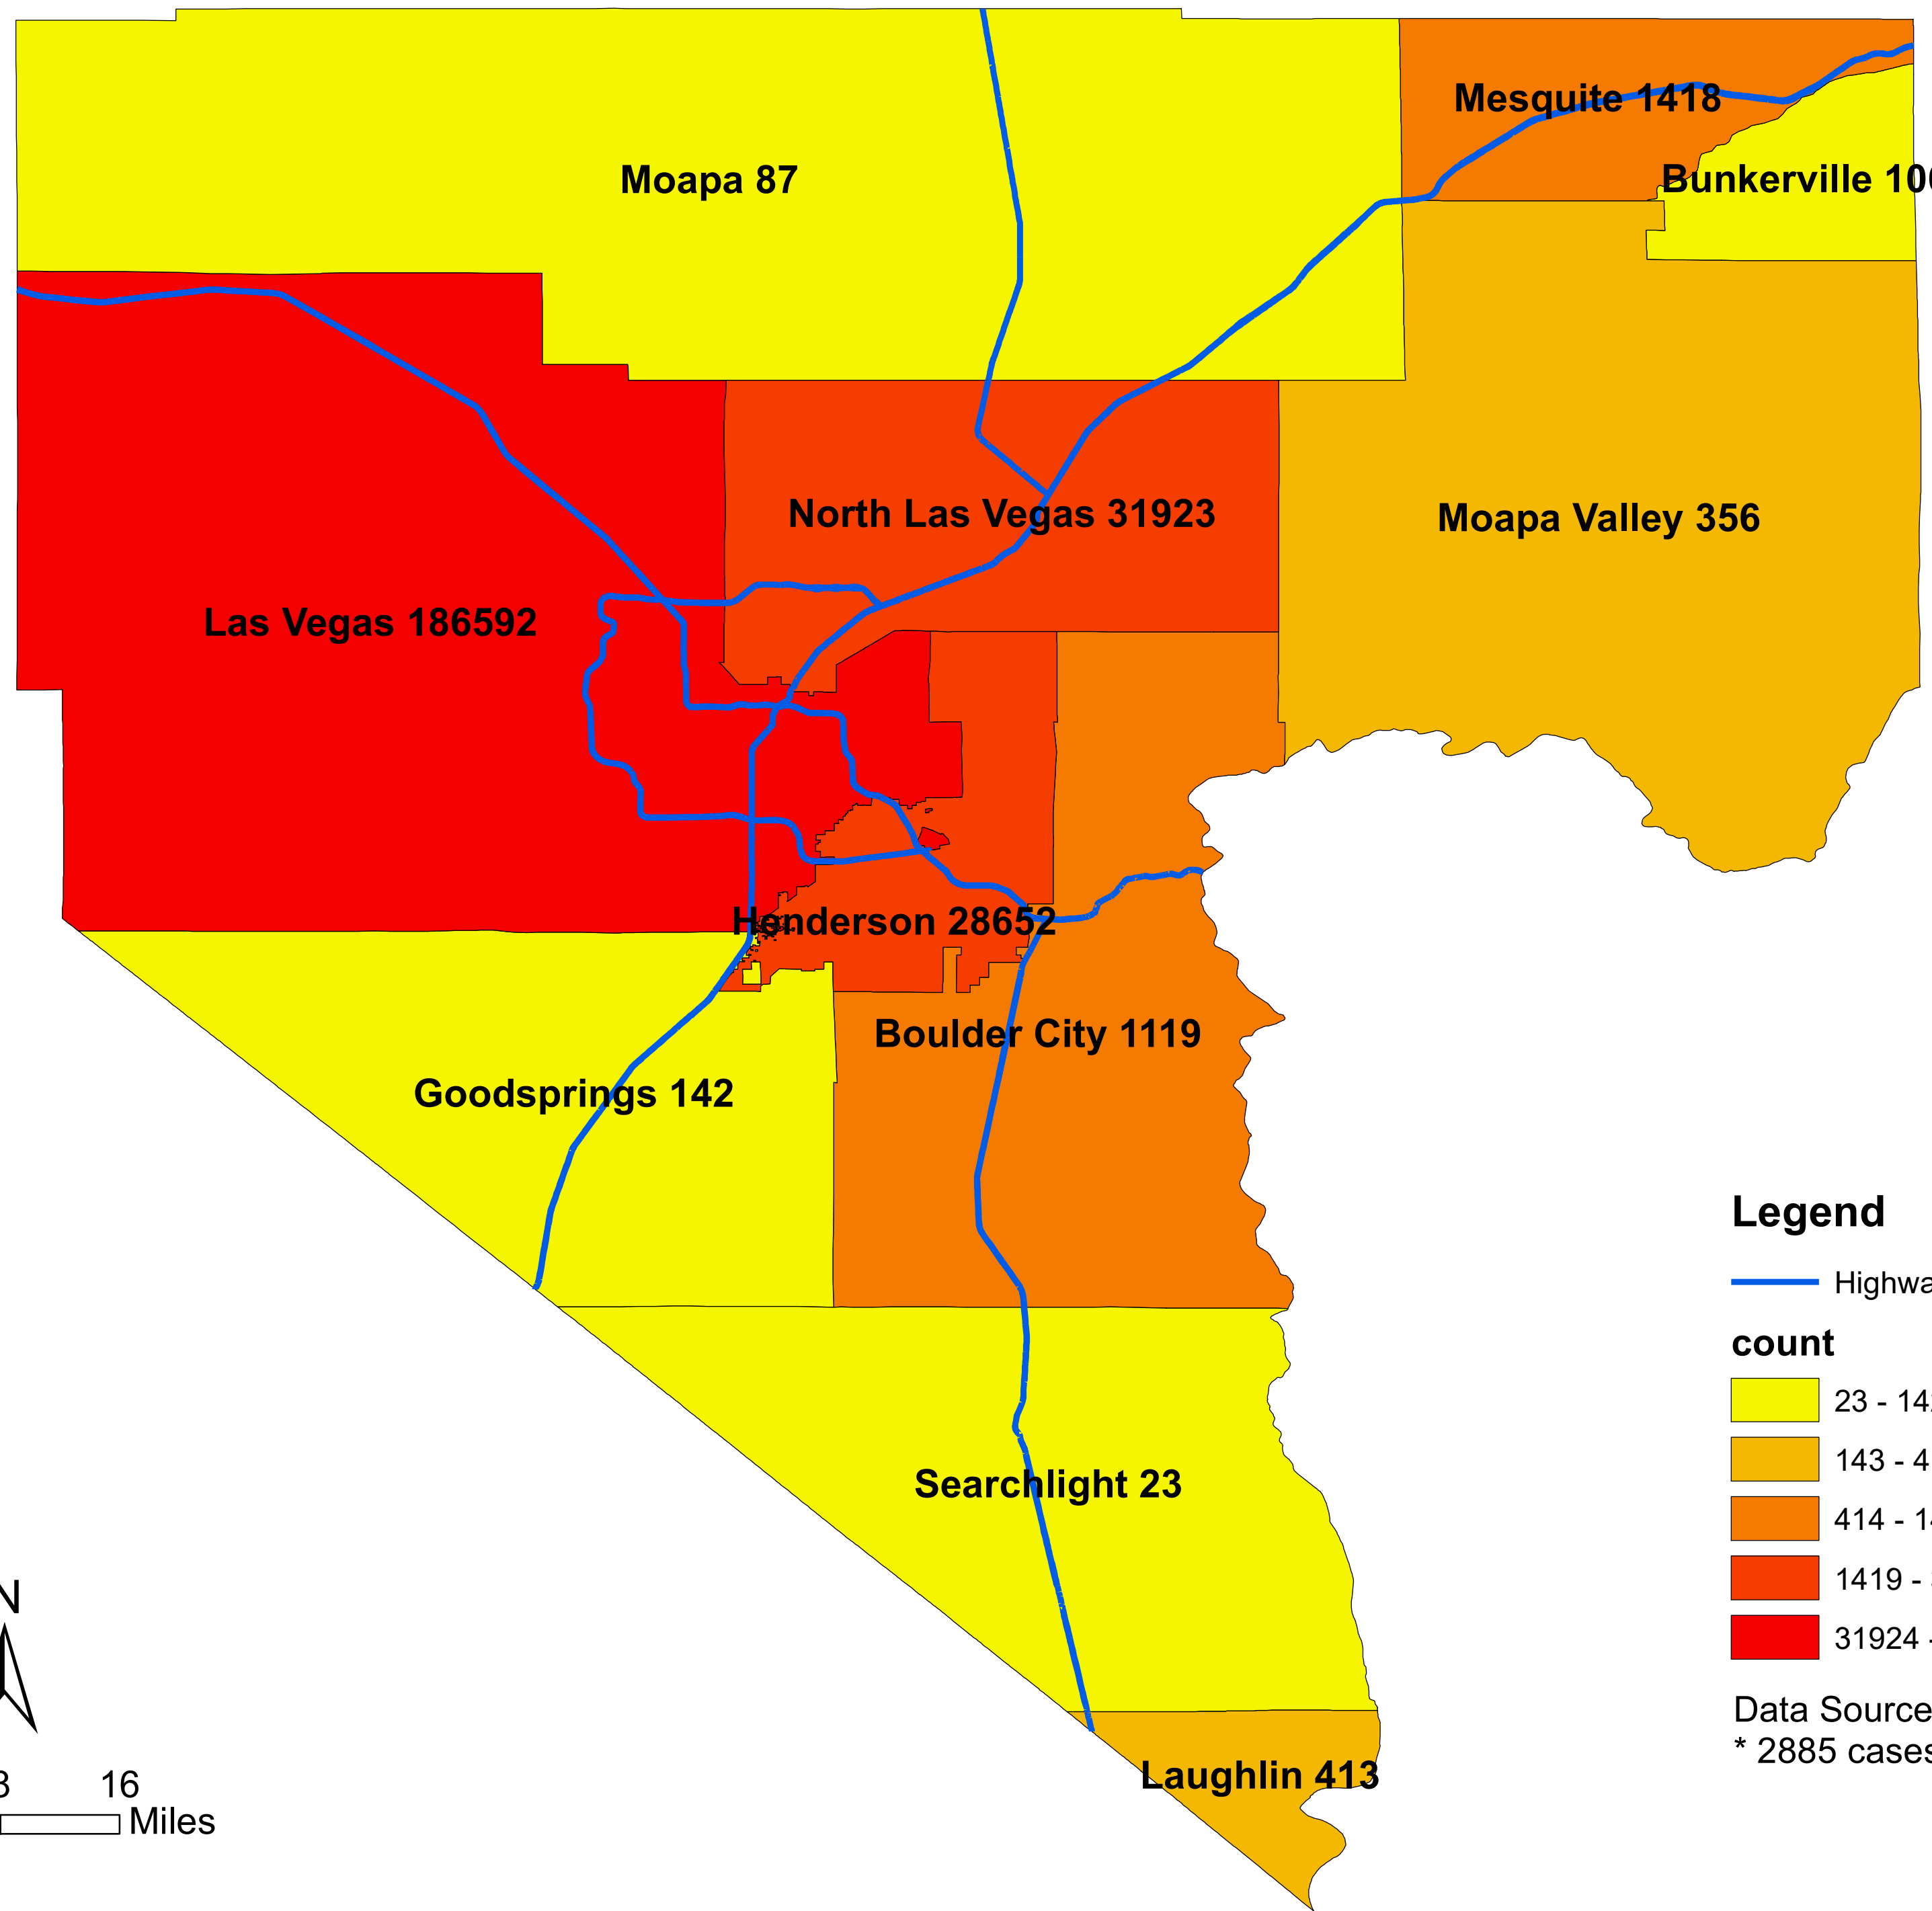 Mesquite 1418
Moapa 87
Bunkerville
North Las Vegas 31923
Moapa Valley 356
Las Vegas 186592
Henderson 28652
Boulder City 1119
Goodsprings 142
Searchlight 23
Laughlin 413
Legend
count
23 -
143 -
414 -
1419 -
31924 -
Data Source
* 2885 cases
N
16
Miles